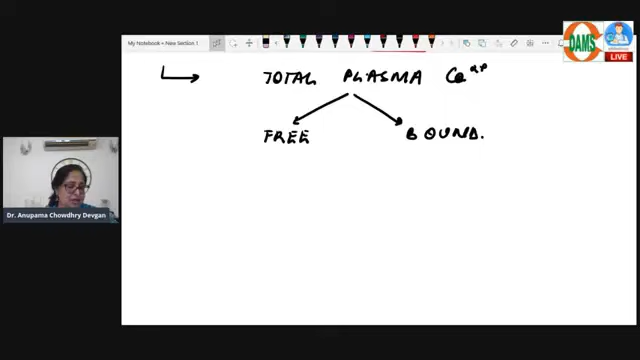 My Notebook > New Section 1
DAMS
LIVE
TOTAL PLASMA Ca++
FREE BOUND.
Dr. Anupama Chowdhry Devgan